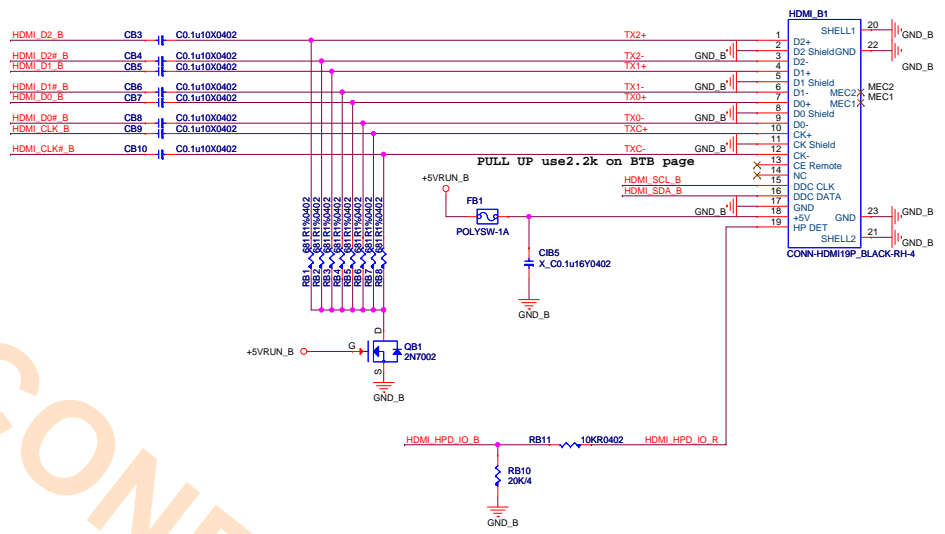 HDMI_B1
HDMI_D2_B CB3 C0.1u10X0402 TX2+ 1 D2+ SHELL1 20 GND_B
2 D2 Shield GND 22 GND_B
HDMI_D2#_B CB4 C0.1u10X0402 TX2- GND_B 3 D2-
HDMI_D1_B CB5 C0.1u10X0402 TX1+ 4 D1+
5 D1 Shield
HDMI_D1#_B CB6 C0.1u10X0402 TX1- GND_B 6 D1- MEC2 MEC2
HDMI_D0_B CB7 C0.1u10X0402 TX0+ 7 D0+ MEC1 MEC1
8 D0 Shield
HDMI_D0#_B CB8 C0.1u10X0402 TX0- GND_B 9 D0-
HDMI_CLK_B CB9 C0.1u10X0402 TXC+ 10 CK+
11 CK Shield
HDMI_CLK#_B CB10 C0.1u10X0402 TXC- GND_B 12 CK-
PULL UP use2.2k on BTB page 13 CE Remote
14 NC
+5VRUN_B HDMI_SCL_B 15 DDC CLK
HDMI_SDA_B 16 DDC DATA
17 GND
FB1 GND_B 18 +5V GND 23 GND_B
POLYSW-1A 19 HP DET
SHELL2 21 GND_B
CONN-HDMI19P_BLACK-RH-4
RB1 681R1%0402
RB2 681R1%0402
RB3 681R1%0402
RB4 681R1%0402
RB5 681R1%0402
RB6 681R1%0402
RB7 681R1%0402
RB8 681R1%0402
CIB5
X_C0.1u16Y0402
GND_B
D
+5VRUN_B G QB1
2N7002
S
GND_B
HDMI_HPD_IO_B RB11 10KR0402 HDMI_HPD_IO_R
RB10
20K/4
GND_B
CONF